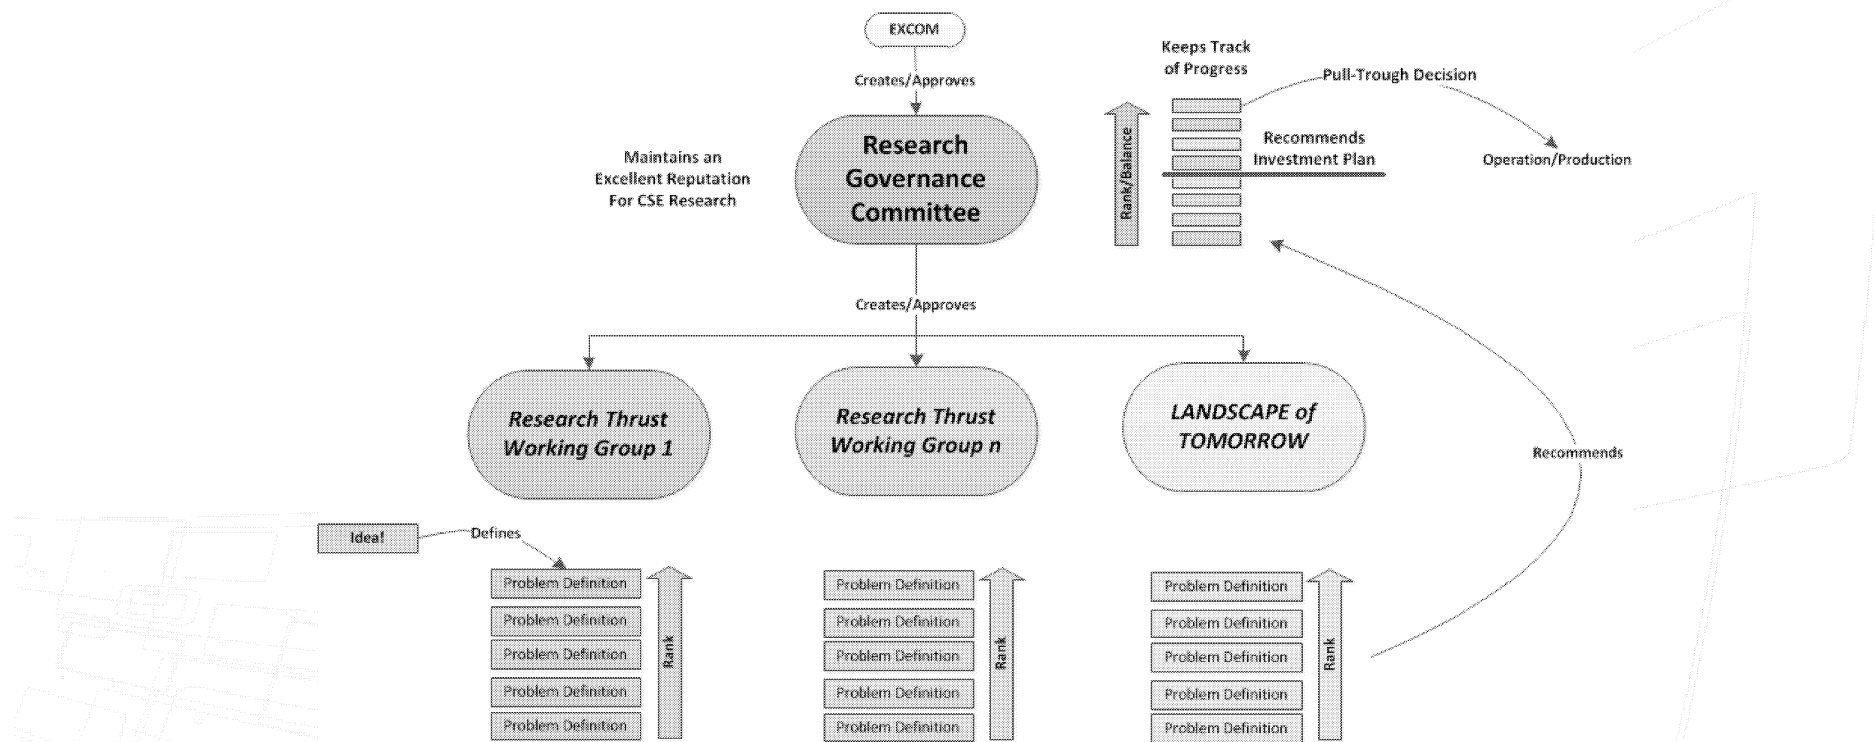 EXCOM
Creates/Approves
Research
Governance
Committee
Maintains an
Excellent Reputation
For CSE Research
Keeps Track
of Progress
Pull-Trough Decision
Rank/Balance
Recommends
Investment Plan
Operation/Production
Creates/Approves
Research Thrust
Working Group 1
Research Thrust
Working Group n
LANDSCAPE of
TOMORROW
Recommends
Idea!
Defines
Problem Definition
Problem Definition
Problem Definition
Problem Definition
Problem Definition
Rank
Problem Definition
Problem Definition
Problem Definition
Problem Definition
Problem Definition
Rank
Problem Definition
Problem Definition
Problem Definition
Problem Definition
Problem Definition
Rank